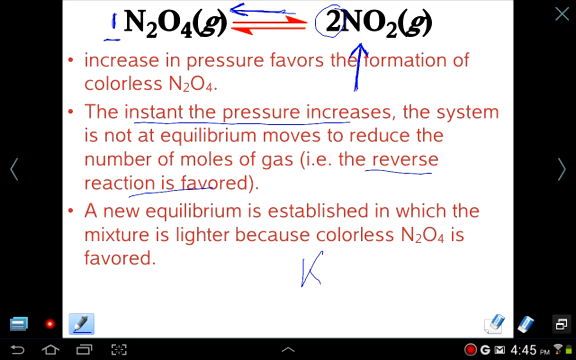 1 N₂O₄(g) ⇌ 2NO₂(g)
• increase in pressure favors the formation of
colorless N₂O₄.
• The instant the pressure increases, the system
is not at equilibrium moves to reduce the
number of moles of gas (i.e. the reverse
reaction is favored).
• A new equilibrium is established in which the
mixture is lighter because colorless N₂O₄ is
favored.
K
G 4:45 PM